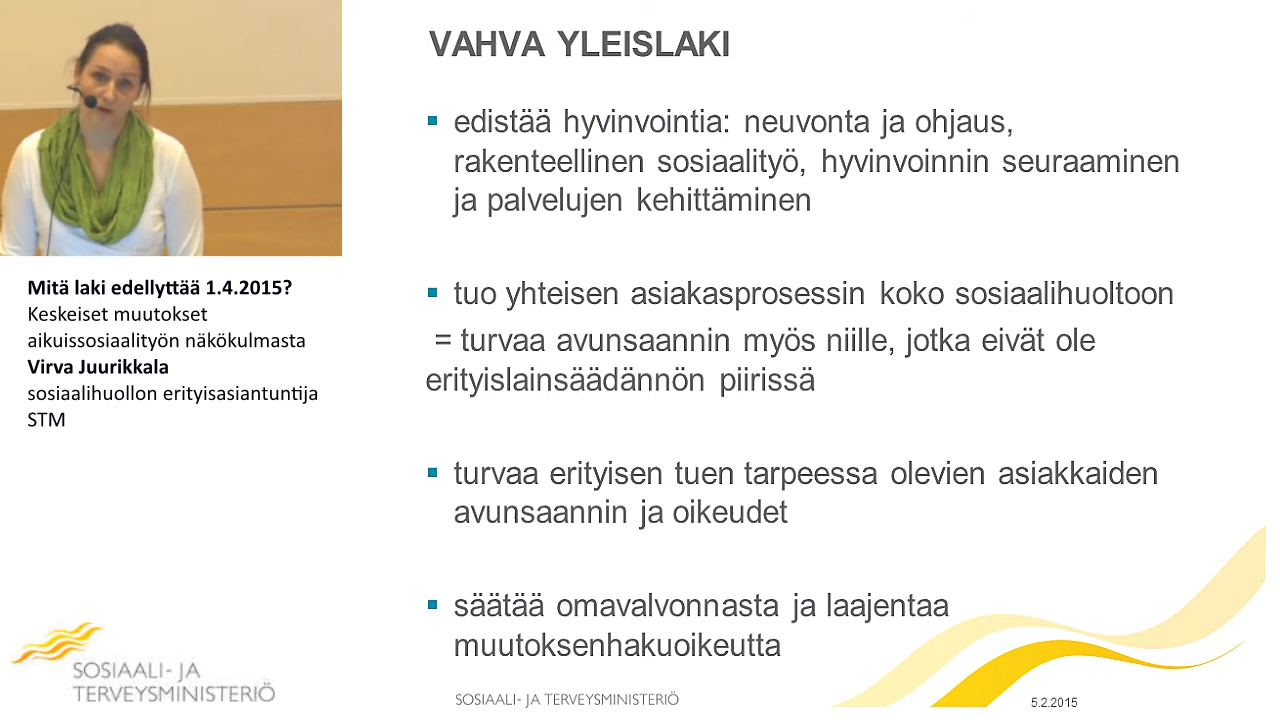 VAHVA YLEISLAKI
edistää hyvinvointia: neuvonta ja ohjaus,
rakenteellinen sosiaalityö, hyvinvoinnin seuraaminen
ja palvelujen kehittäminen
tuo yhteisen asiakasprosessin koko sosiaalihuoltoon
= turvaa avunsaannin myös niille, jotka eivät ole
erityislainsäädännön piirissä
turvaa erityisen tuen tarpeessa olevien asiakkaiden
avunsaannin ja oikeudet
säätää omavalvonnasta ja laajentaa
muutoksenhakuoikeutta
Mitä laki edellyttää 1.4.2015?
Keskeiset muutokset
aikuissosiaalityön näkökulmasta
Virva Juurikkala
sosiaalihuollon erityisasiantuntija
STM
SOSIAALI- JA
TERVEYSMINISTERIÖ
SOSIAALI- JA TERVEYSMINISTERIÖ
5.2.2015